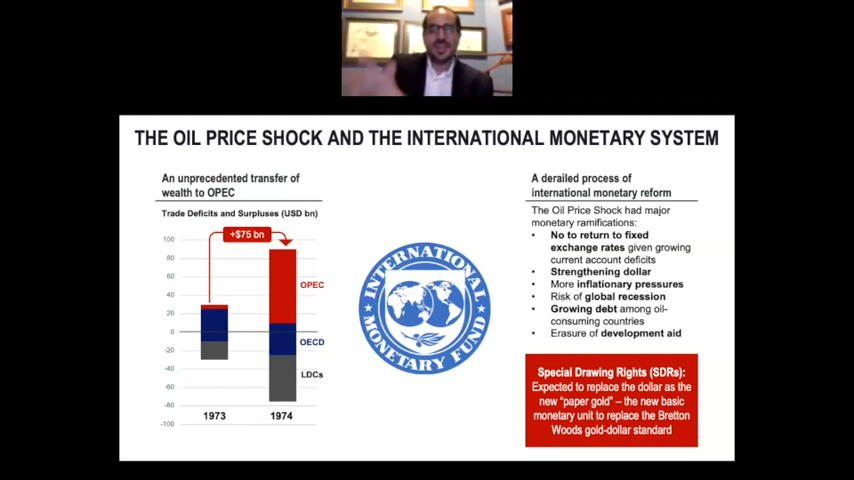 THE OIL PRICE SHOCK AND THE INTERNATIONAL MONETARY SYSTEM
An unprecedented transfer of
wealth to OPEC
Trade Deficits and Surpluses (USD bn)
+$75 bn
100
80
60
40
20
0
-20
-40
-60
-80
-100
OPEC
OECD
LDCs
1973
1974
INTERNATIONAL
MONETARY FUND
A derailed process of
international monetary reform
The Oil Price Shock had major
monetary ramifications:
• No to return to fixed
exchange rates given growing
current account deficits
• Strengthening dollar
• More inflationary pressures
• Risk of global recession
• Growing debt among oil-
consuming countries
• Erasure of development aid
Special Drawing Rights (SDRs):
Expected to replace the dollar as the
new “paper gold” – the new basic
monetary unit to replace the Bretton
Woods gold-dollar standard